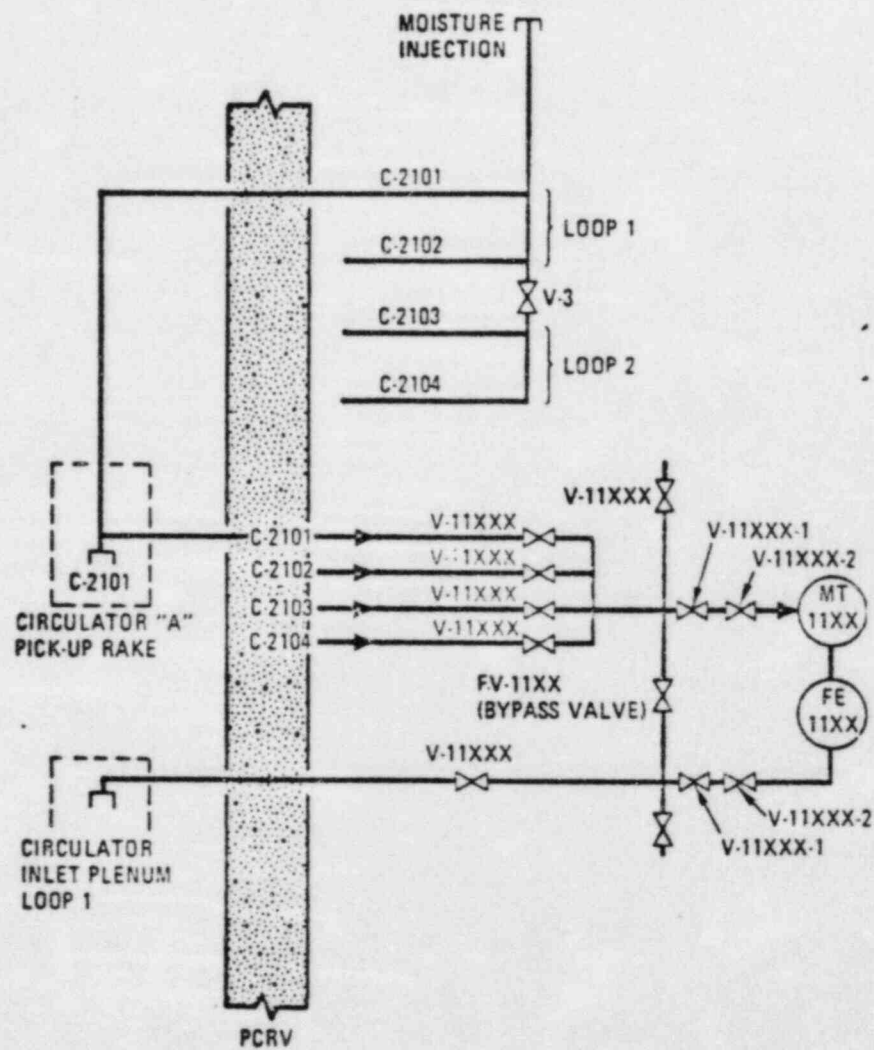 MOISTURE
INJECTION
C-2101
LOOP 1
C-2102
V-3
C-2103
LOOP 2
C-2104
V-11XXX
V-11XXX-1
C-2101
V-11XXX
V-11XXX-2
C-2102
V-11XXX
MT
11XX
C-2101
C-2103
V-11XXX
CIRCULATOR "A"
PICK-UP RAKE
C-2104
V-11XXX
FV-11XX
(BYPASS VALVE)
FE
11XX
V-11XXX
V-11XXX-2
V-11XXX-1
CIRCULATOR
INLET PLENUM
LOOP 1
PCRV